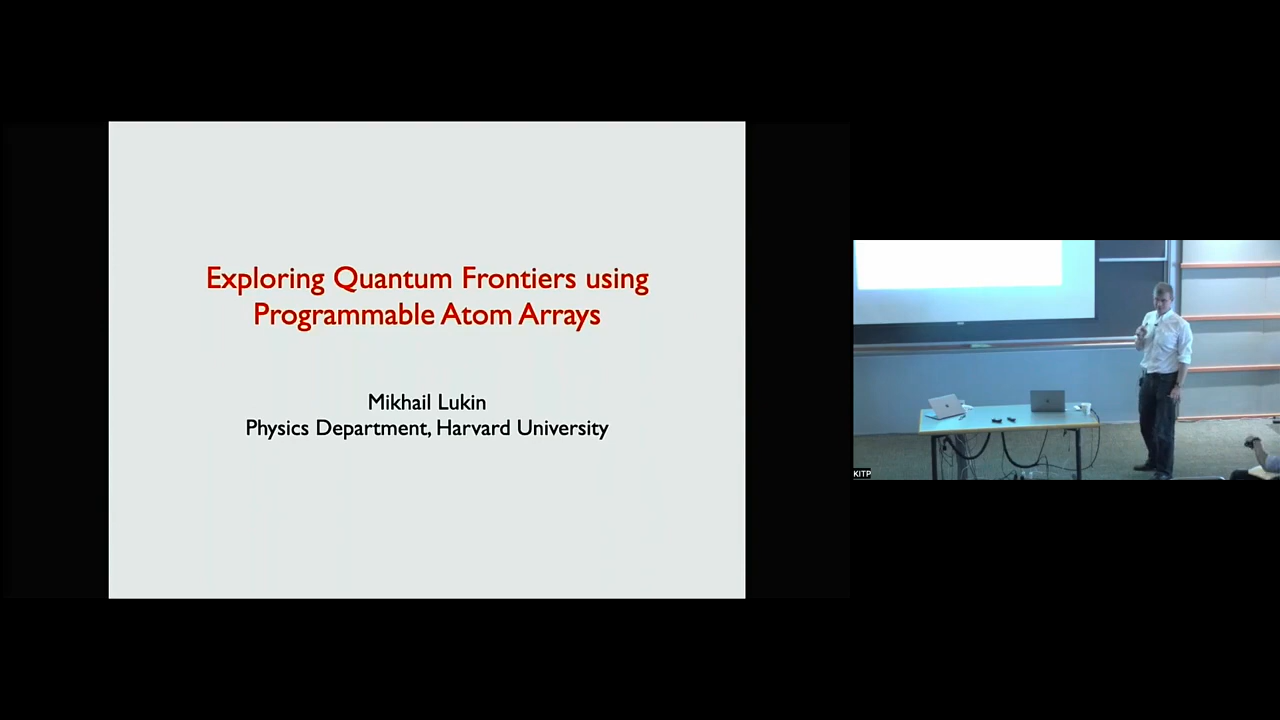 Exploring Quantum Frontiers using
Programmable Atom Arrays
Mikhail Lukin
Physics Department, Harvard University
KITP